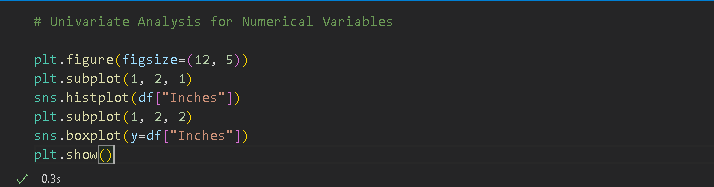 # Univariate Analysis for Numerical Variables
plt.figure(figsize=(12, 5))
plt.subplot(1, 2, 1)
sns.histplot(df["Inches"])
plt.subplot(1, 2, 2)
sns.boxplot(y=df["Inches"])
plt.show()
0.3s